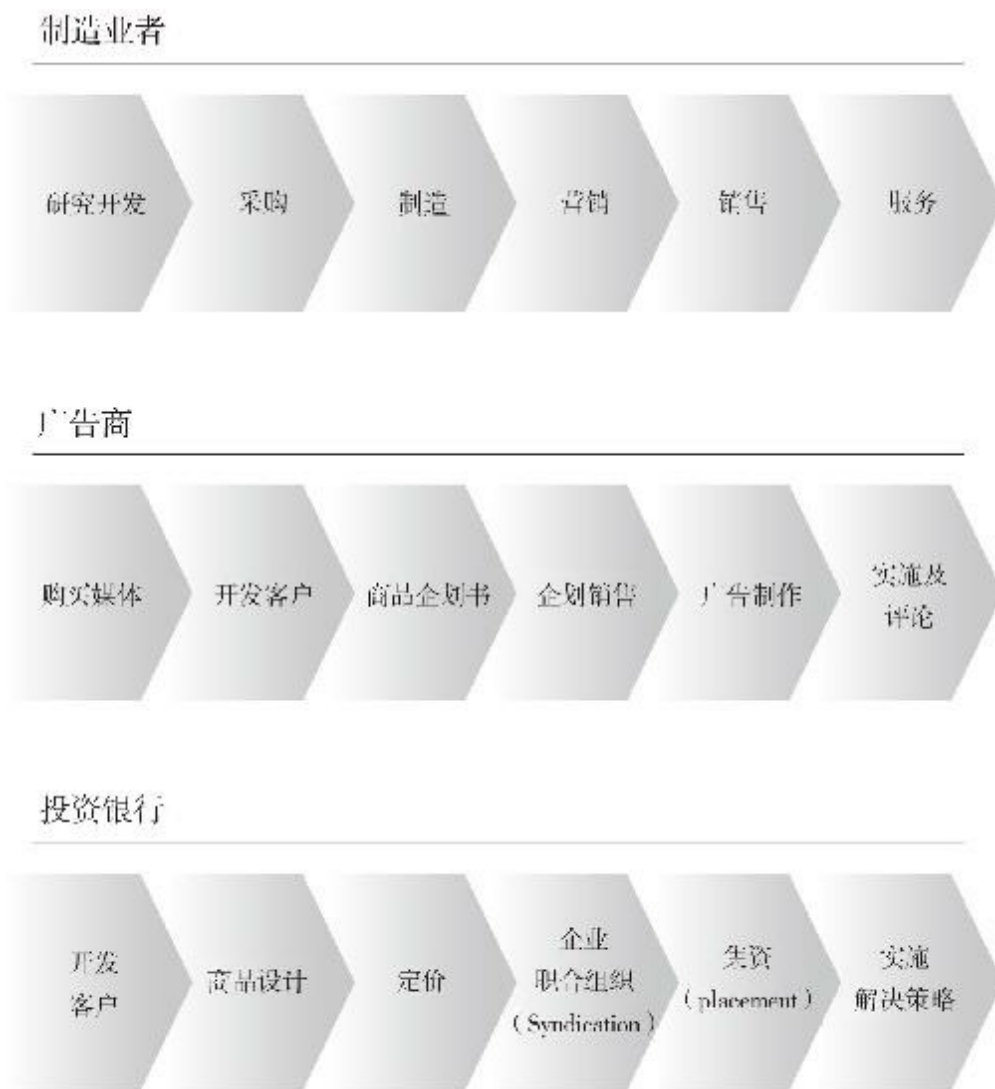 制造业者
研究开发
采购
制造
营销
销售
服务
广告商
购买媒体
开发客户
商品企划书
企划销售
广告制作
实施及
评论
投资银行
开发
客户
商品设计
定价
企业
联合组织
（Syndication）
集资
（placement）
实施
解决策略